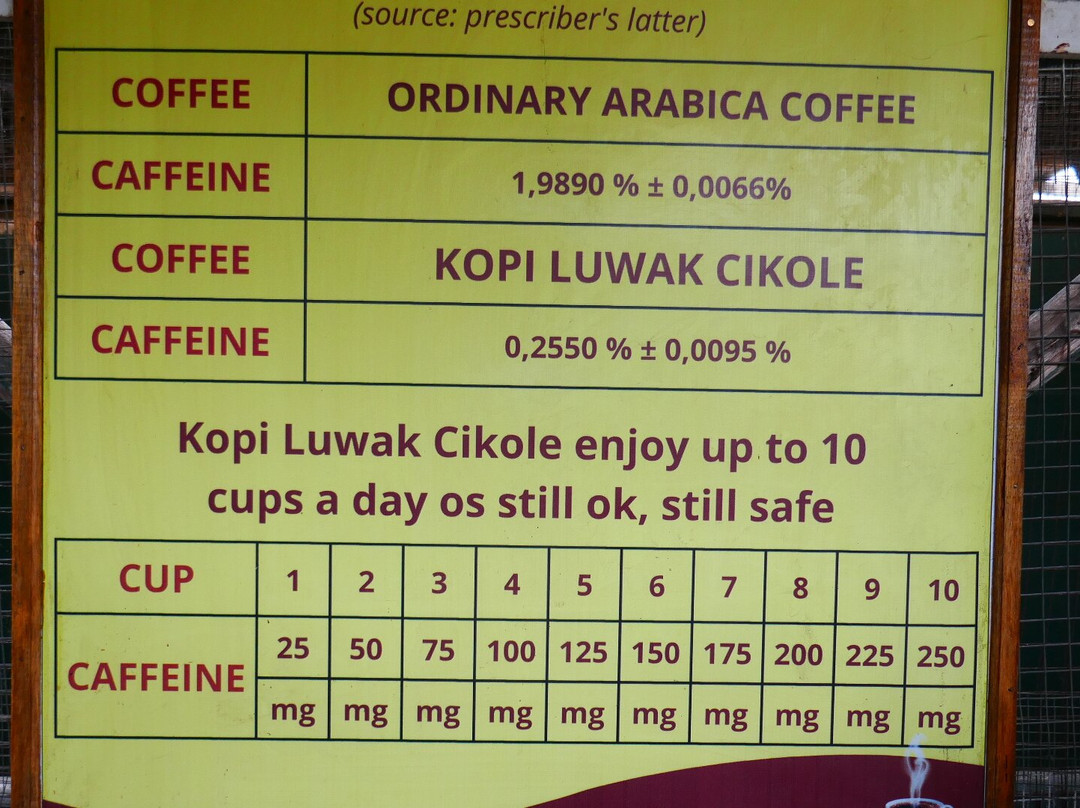 (source: prescriber's latter)
COFFEE ORDINARY ARABICA COFFEE
CAFFEINE 1,9890 % ± 0,0066%
COFFEE KOPI LUWAK CIKOLE
CAFFEINE 0,2550 % ± 0,0095 %
Kopi Luwak Cikole enjoy up to 10
cups a day os still ok, still safe
CUP 1 2 3 4 5 6 7 8 9 10
CAFFEINE 25 50 75 100 125 150 175 200 225 250
mg mg mg mg mg mg mg mg mg mg